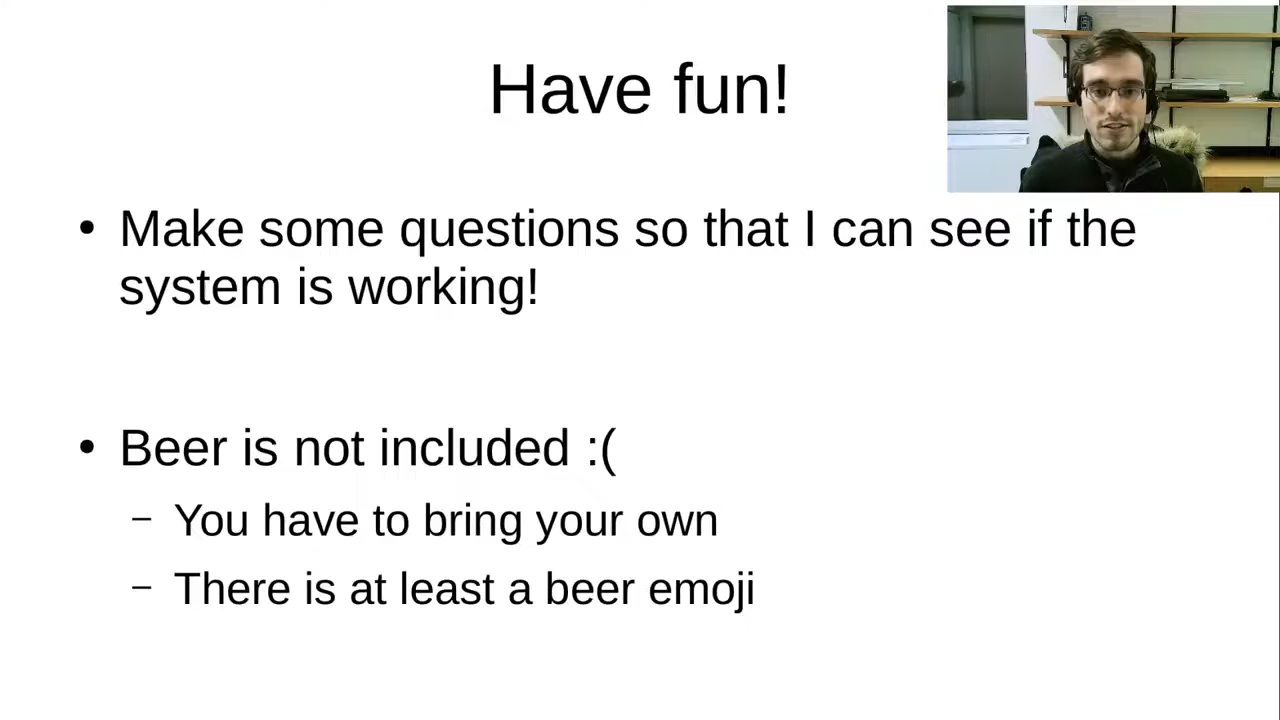 Have fun!
• Make some questions so that I can see if the
system is working!
• Beer is not included :(
– You have to bring your own
– There is at least a beer emoji